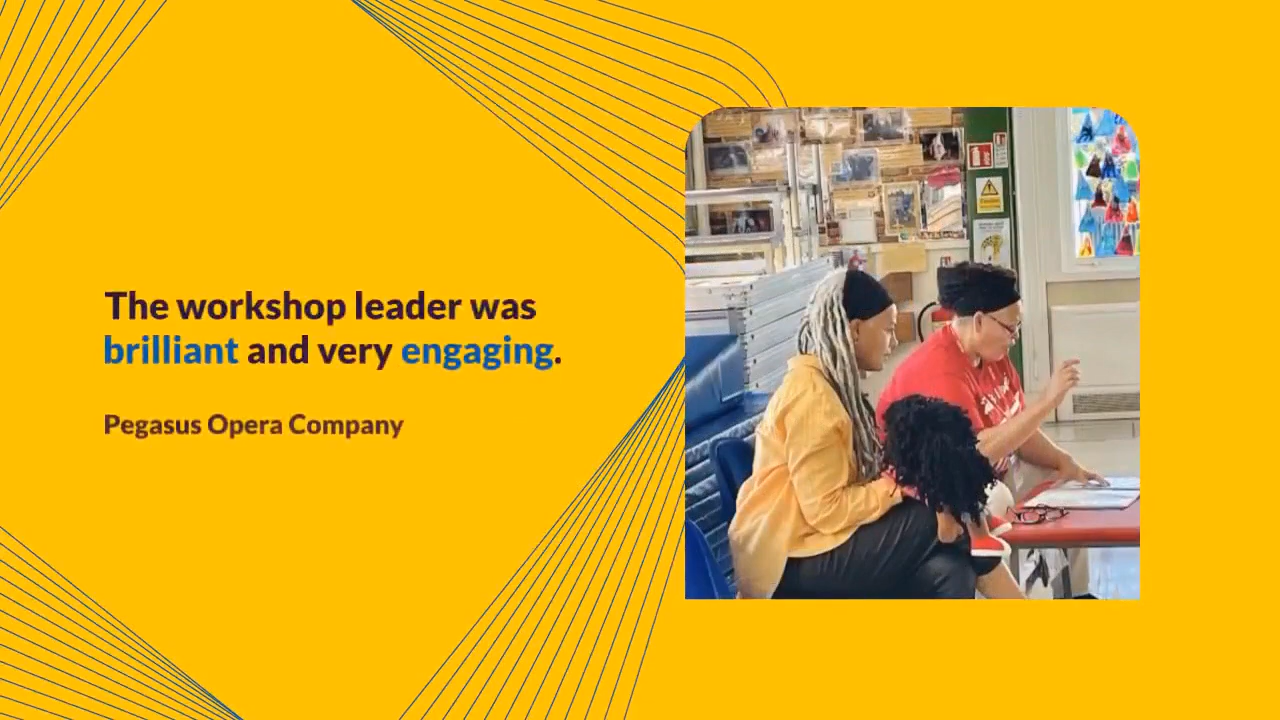 The workshop leader was
brilliant and very engaging.
Pegasus Opera Company